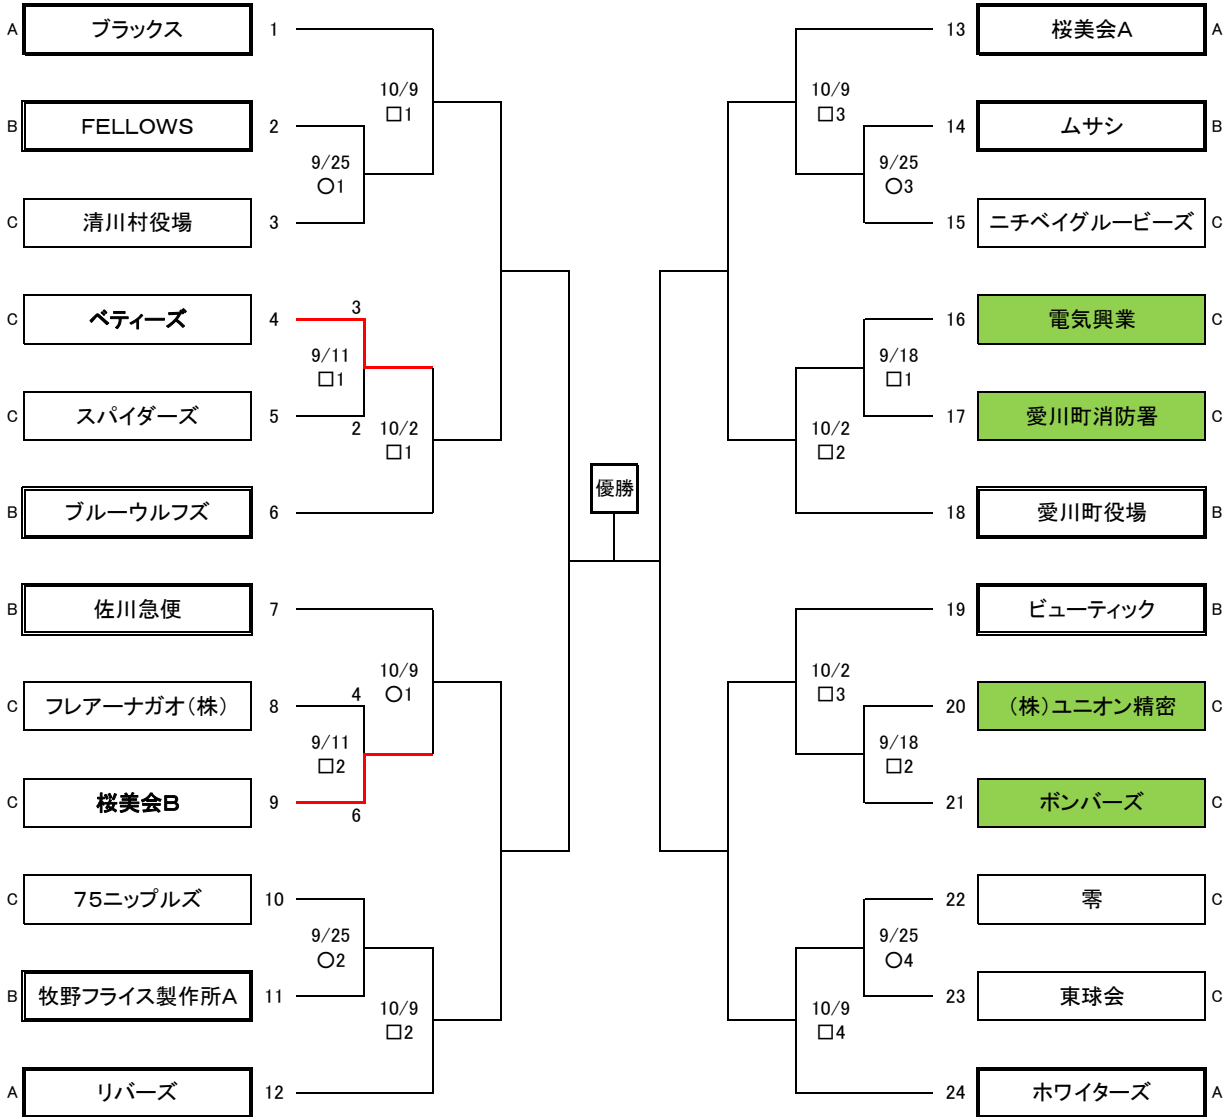 A ブラックス 1
10/9
□1
B FELLOWS 2
9/25
○1
C 清川村役場 3
C ベティーズ 4
3
9/11
□1
C スパイダーズ 5
2
10/2
□1
B ブルーウルフズ 6
B 佐川急便 7
10/9
○1
C フレアーナガオ(株) 8
4
9/11
□2
C 桜美会B 9
6
C 75ニップルズ 10
9/25
○2
B 牧野フライス製作所A 11
10/9
□2
A リバーズ 12
優勝
13 桜美会A A
10/9
□3
14 ムサシ B
9/25
○3
15 ニチベイグルービーズ C
16 電気興業 C
9/18
□1
17 愛川町消防署 C
10/2
□2
18 愛川町役場 B
19 ビューティック B
10/2
□3
20 (株)ユニオン精密 C
9/18
□2
21 ボンバーズ C
22 零 C
9/25
○4
23 東球会 C
10/9
□4
24 ホワイターズ A